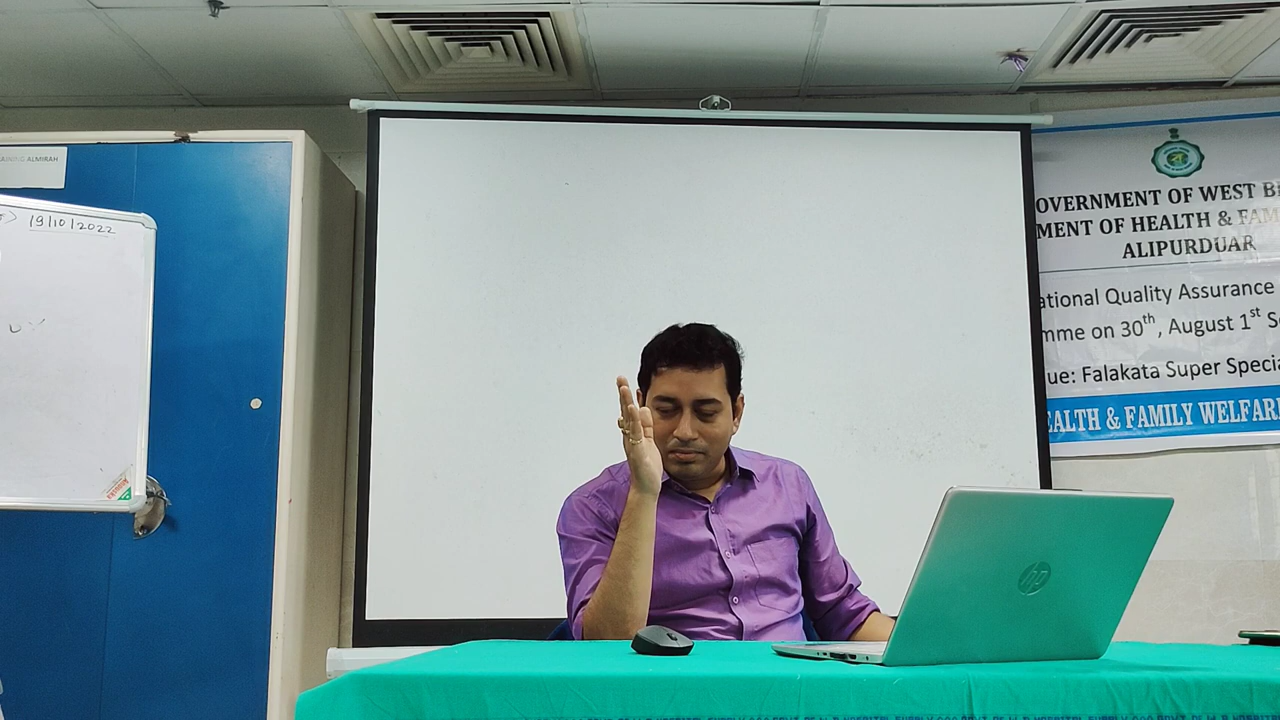 ALMIRAH
19/10/2022
OVERNMENT OF WEST B
MENT OF HEALTH & FAM
ALIPURDUAR
ational Quality Assurance
mme on 30th, August 1st S
ue: Falakata Super Specia
EALTH & FAMILY WELFARE
hp